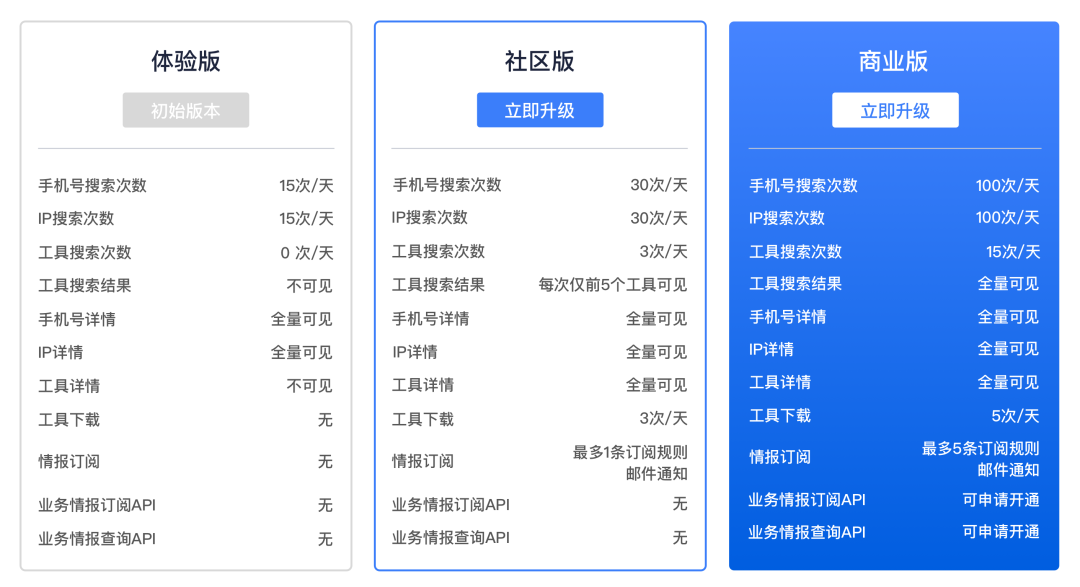 体验版
初始版本
手机号搜索次数 15次/天
IP搜索次数 15次/天
工具搜索次数 0 次/天
工具搜索结果 不可见
手机号详情 全量可见
IP详情 全量可见
工具详情 不可见
工具下载 无
情报订阅 无
业务情报订阅API 无
业务情报查询API 无
社区版
立即升级
手机号搜索次数 30次/天
IP搜索次数 30次/天
工具搜索次数 3次/天
工具搜索结果 每次仅前5个工具可见
手机号详情 全量可见
IP详情 全量可见
工具详情 全量可见
工具下载 3次/天
情报订阅 最多1条订阅规则
邮件通知
业务情报订阅API 无
业务情报查询API 无
商业版
立即升级
手机号搜索次数 100次/天
IP搜索次数 100次/天
工具搜索次数 15次/天
工具搜索结果 全量可见
手机号详情 全量可见
IP详情 全量可见
工具详情 全量可见
工具下载 5次/天
情报订阅 最多5条订阅规则
邮件通知
业务情报订阅API 可申请开通
业务情报查询API 可申请开通